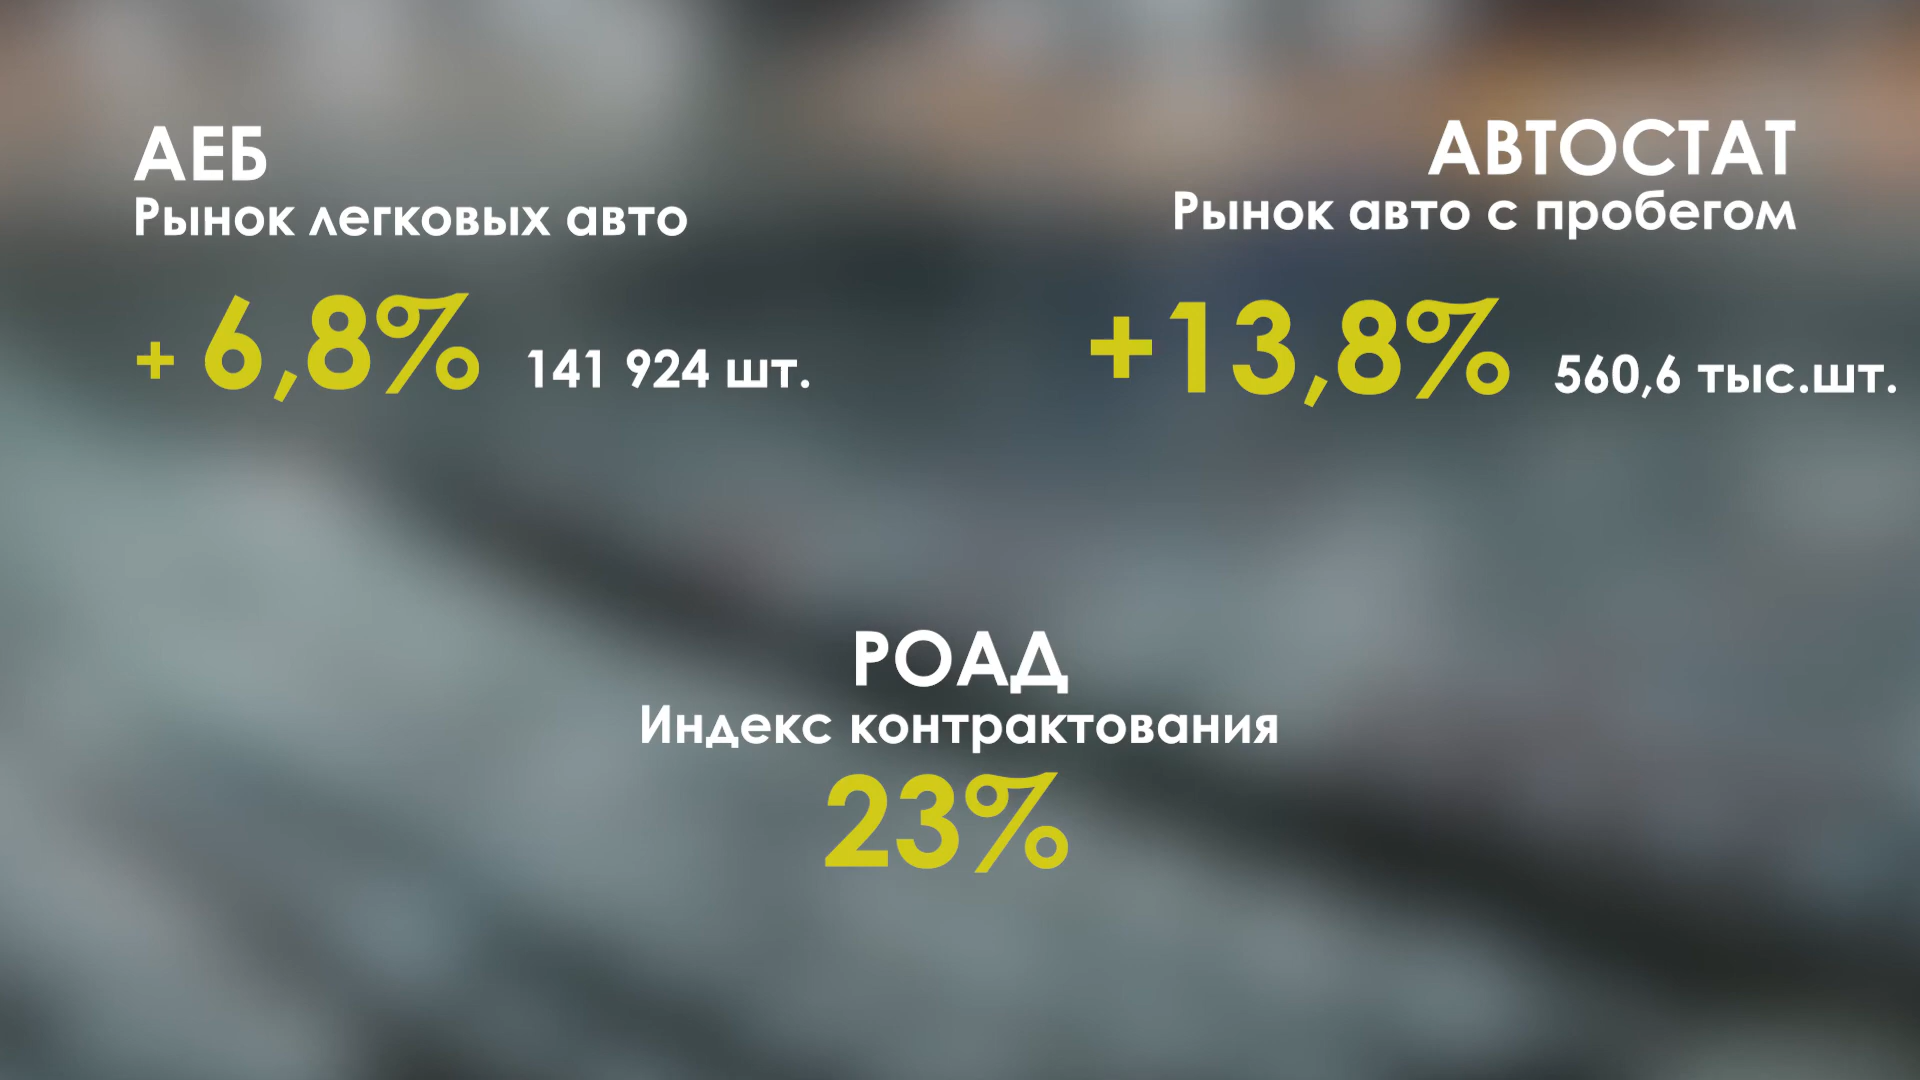 АЕБ
Рынок легковых авто
+ 6,8% 141 924 шт.
АВТОСТАТ
Рынок авто с пробегом
+13,8% 560,6 тыс.шт.
РОАД
Индекс контрактования
23%